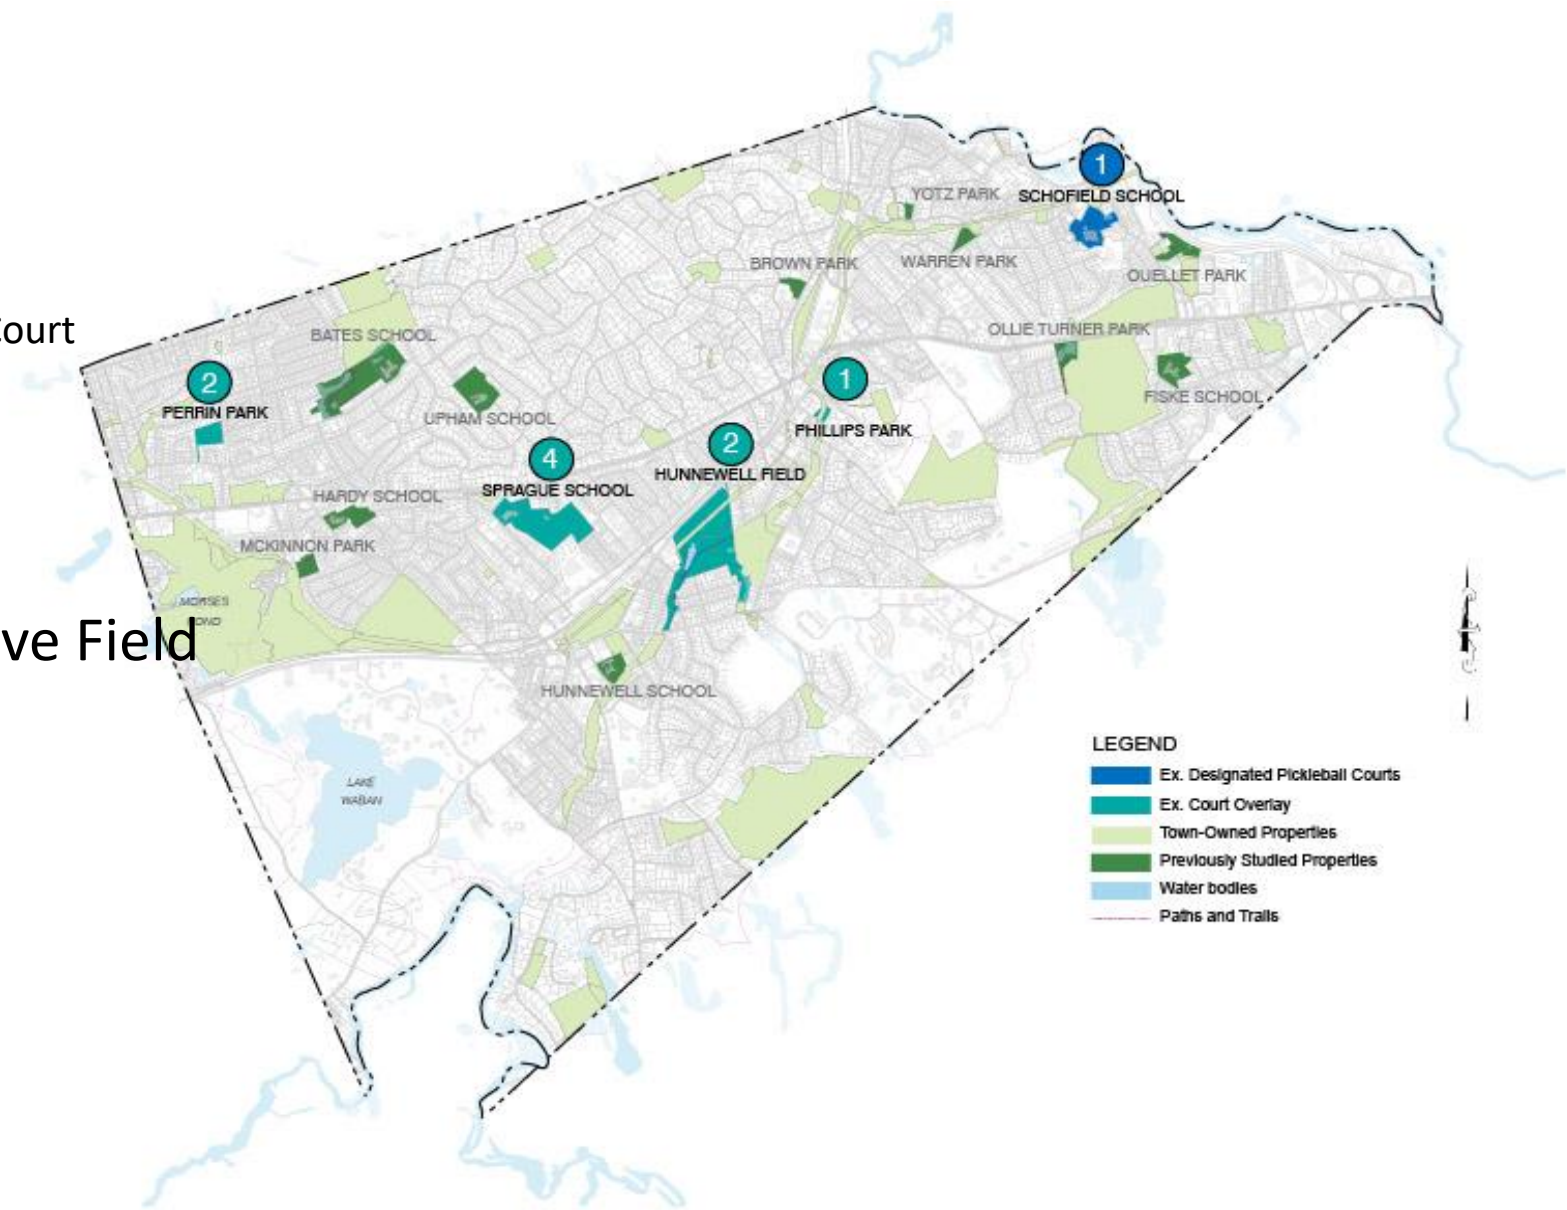 1
SCHOFIELD SCHOOL
YOTZ PARK
BROWN PARK
WARREN PARK
OUELLET PARK
Court
BATES SCHOOL
OLLIE TURNER PARK
2
PERRIN PARK
1
PHILLIPS PARK
FISKE SCHOOL
UPHAM SCHOOL
2
HUNNEWELL FIELD
4
SPRAGUE SCHOOL
HARDY SCHOOL
MCKINNON PARK
MORSES
POND
ve Field
HUNNEWELL SCHOOL
LAKE
WABAN
LEGEND
Ex. Designated Pickleball Courts
Ex. Court Overlay
Town-Owned Properties
Previously Studied Properties
Water bodies
Paths and Trails